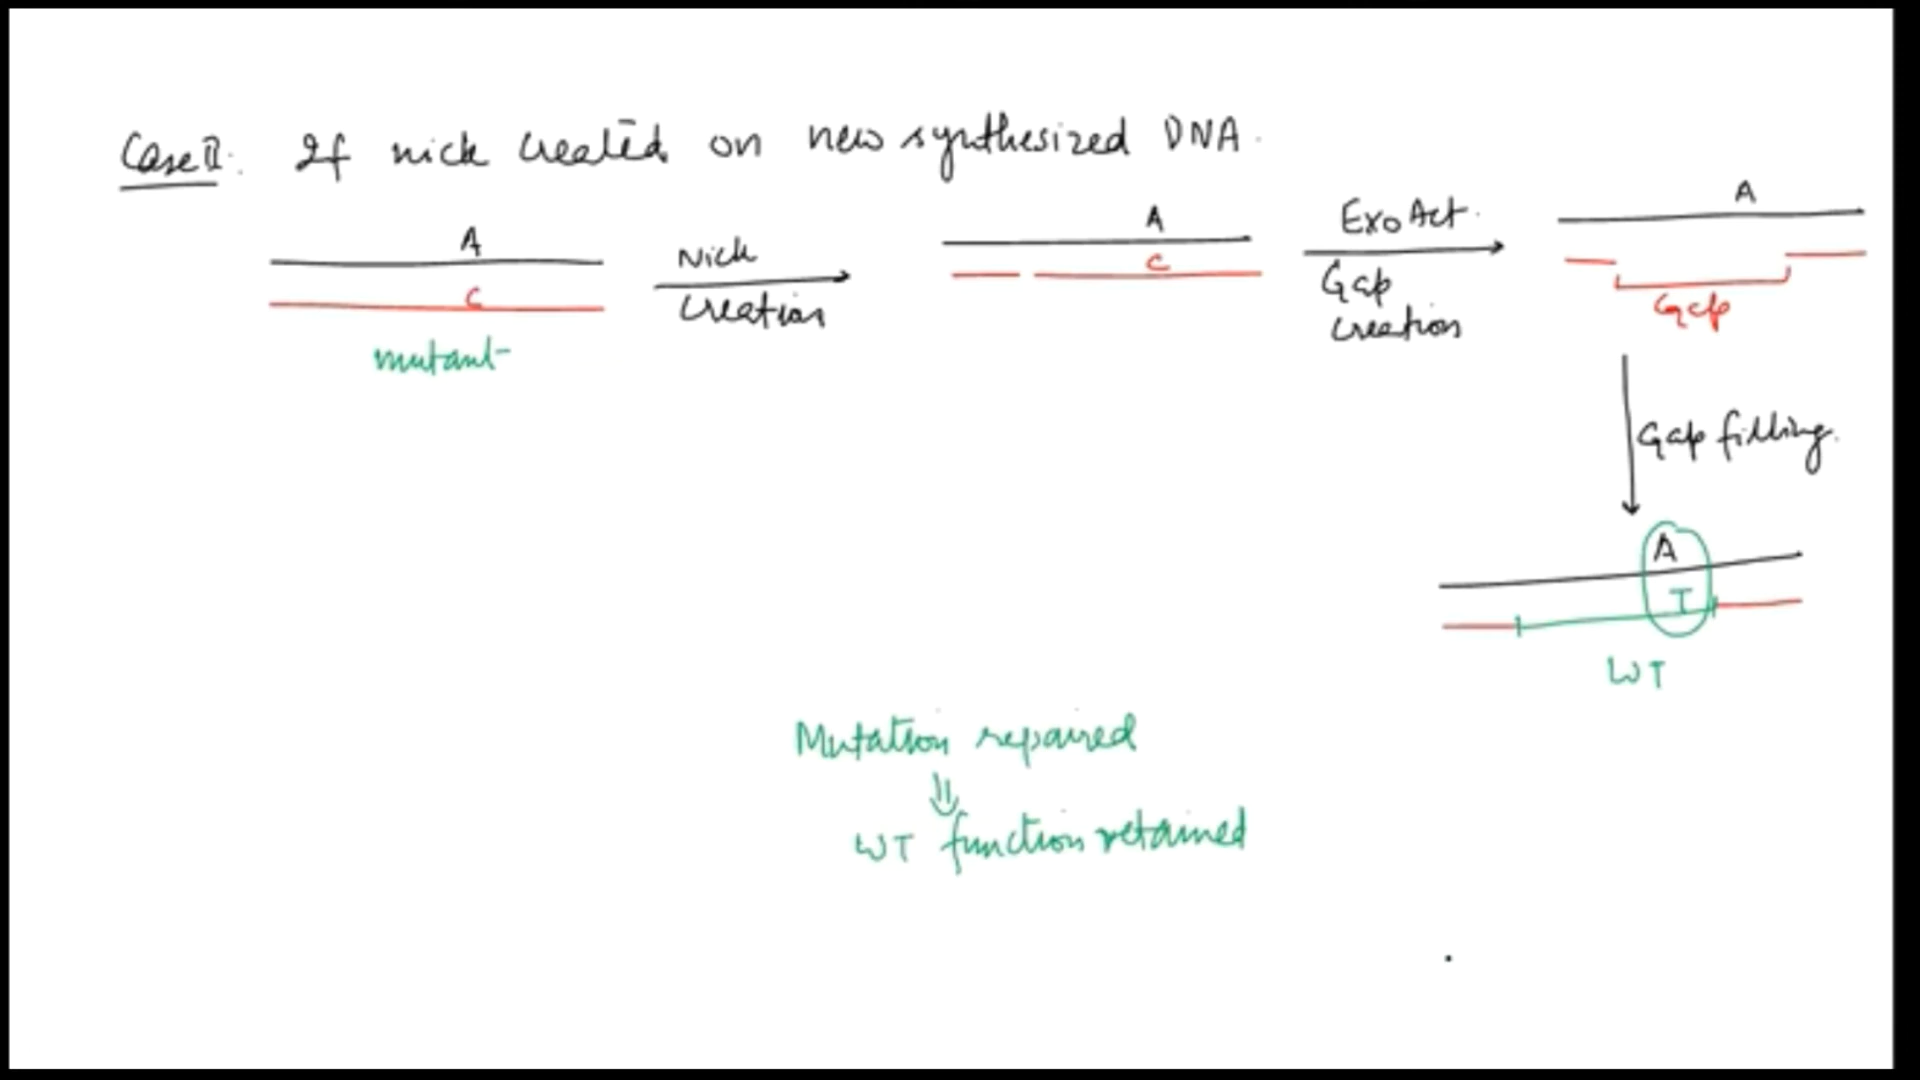 Case II: If nick created on new synthesized DNA.
A
C
mutant
Nick
Creation
A
C
Exo Act.
Gap
creation
A
Gap
Gap filling.
A
T
WT
Mutation repaired
⇓
WT function retained